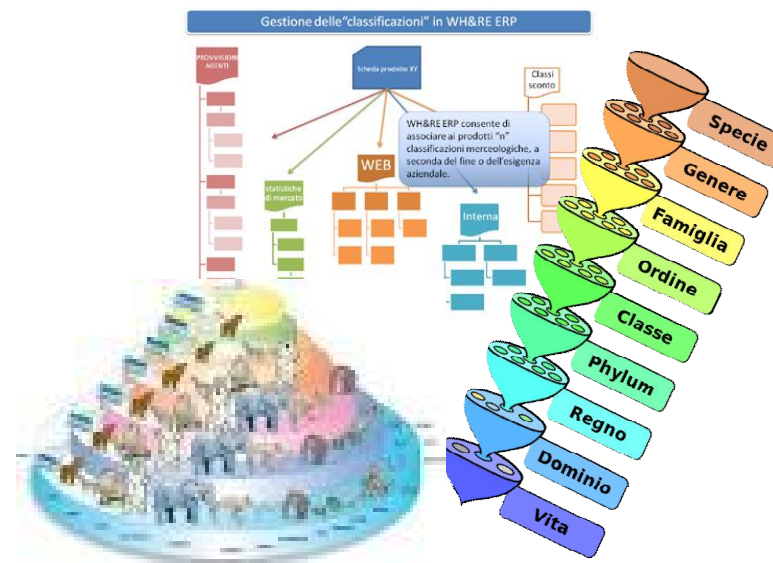 Gestione delle“classificazioni” in WH&RE ERP
PROVVIGIONI
AGENTI
Scheda prodotto XY
Classi
sconto
WH&RE ERP consente di
associare ai prodotti “n”
classificazioni merceologiche, a
seconda del fine o dell’esigenza
aziendale.
WEB
statistiche
di mercato
Interna
Specie
Genere
Famiglia
Ordine
Classe
Phylum
Regno
Dominio
Vita